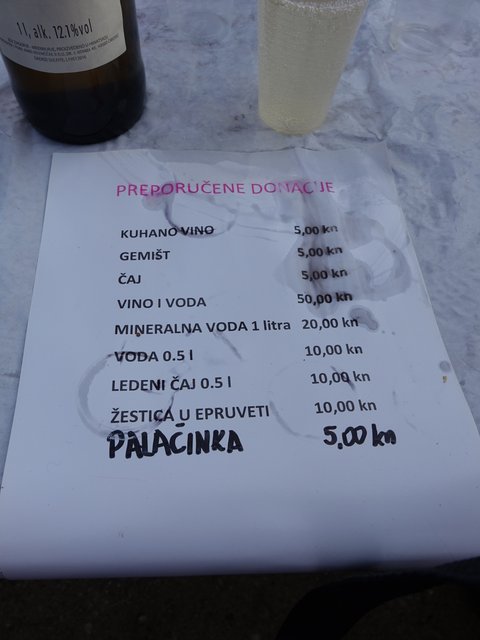 1 l, alk. 12.1%vol
PREPORUČENE DONACIJE
KUHANO VINO 5,00 kn
GEMIŠT 5,00 kn
ČAJ 5,00 kn
VINO I VODA 50,00 kn
MINERALNA VODA 1 litra 20,00 kn
VODA 0.5 l 10,00 kn
LEDENI ČAJ 0.5 l 10,00 kn
ŽESTICA U EPRUVETI 10,00 kn
PALAČINKA 5,00 kn